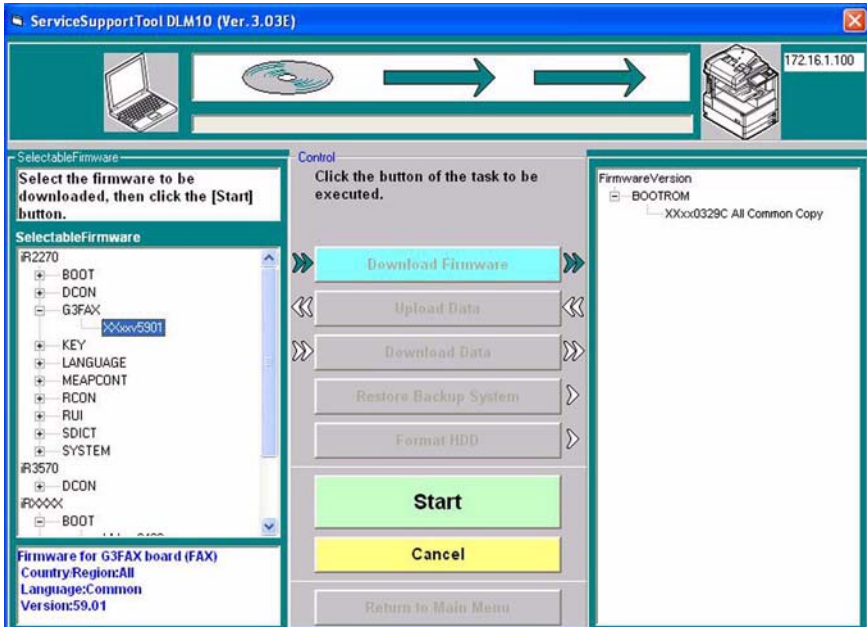 ServiceSupportTool DLM10 (Ver.3.03E)
172.16.1.100
SelectableFirmware
Select the firmware to be
downloaded, then click the [Start]
button.
SelectableFirmware
iR2270
BOOT
DCON
G3FAX
XXxxv5901
KEY
LANGUAGE
MEAPCONT
RCON
RUI
SDICT
SYSTEM
iR3570
DCON
iRXXXX
BOOT
Firmware for G3FAX board (FAX)
Country/Region:All
Language:Common
Version:59.01
Control
Click the button of the task to be
executed.
Download Firmware
Upload Data
Download Data
Restore Backup System
Format HDD
Start
Cancel
Return to Main Menu
FirmwareVersion
BOOTROM
XXxx0329C All Common Copy